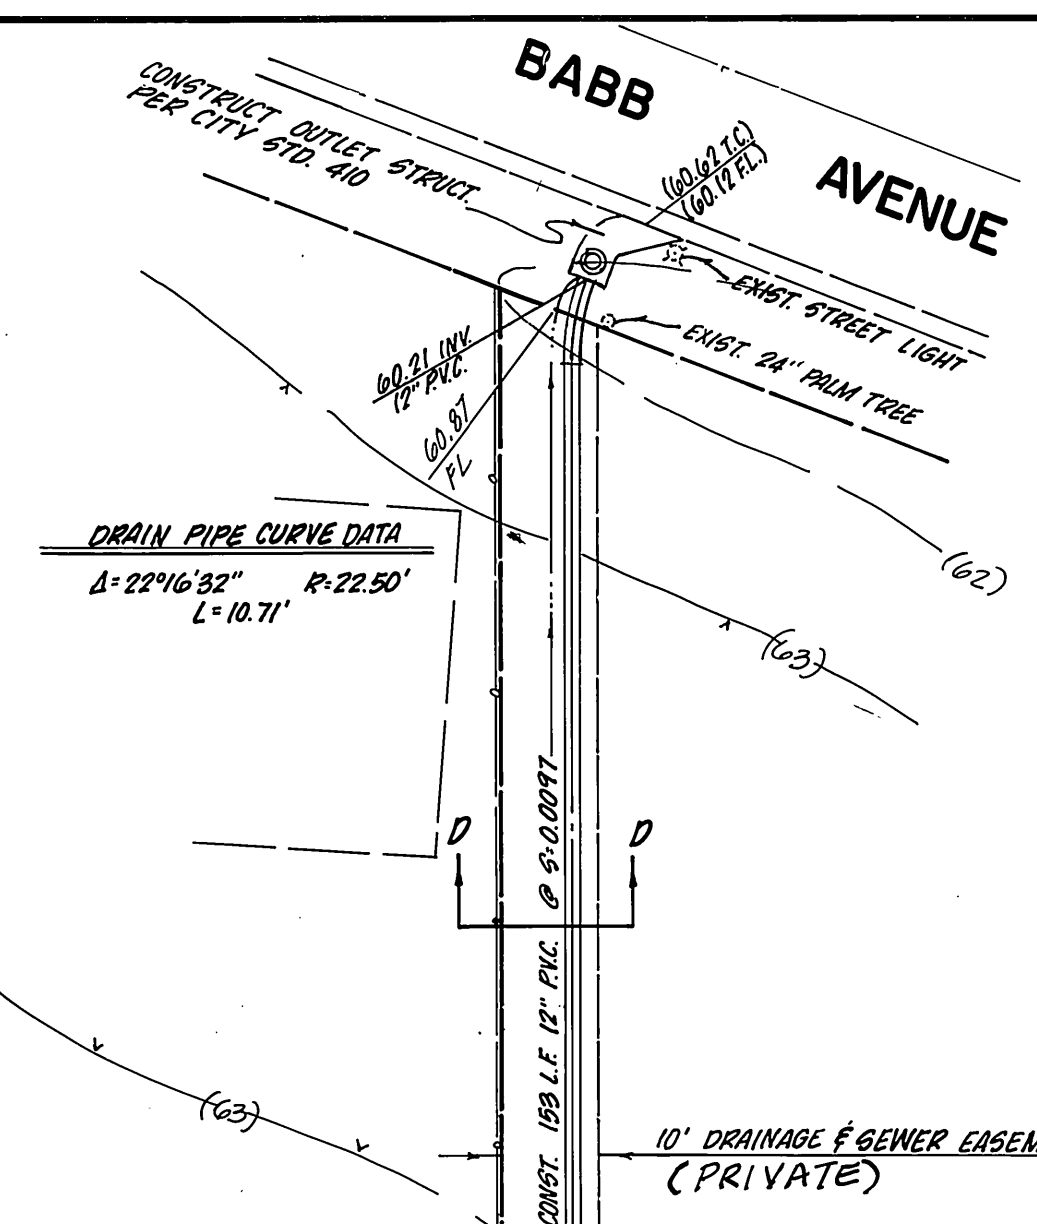 BABB
AVENUE
CONSTRUCT OUTLET STRUCT.
PER CITY STD. 410
(60.62 T.C.)
(60.12 F.L.)
EXIST. STREET LIGHT
EXIST. 24" PALM TREE
60.21 INV.
12" P.V.C.
60.87
FL
DRAIN PIPE CURVE DATA
Δ=22°16'32" R=22.50'
L=10.71'
(62)
(63)
D D
CONST. 153 L.F. 12" P.V.C. @ S=0.0097
(63)
10' DRAINAGE & SEWER EASEM
(PRIVATE)